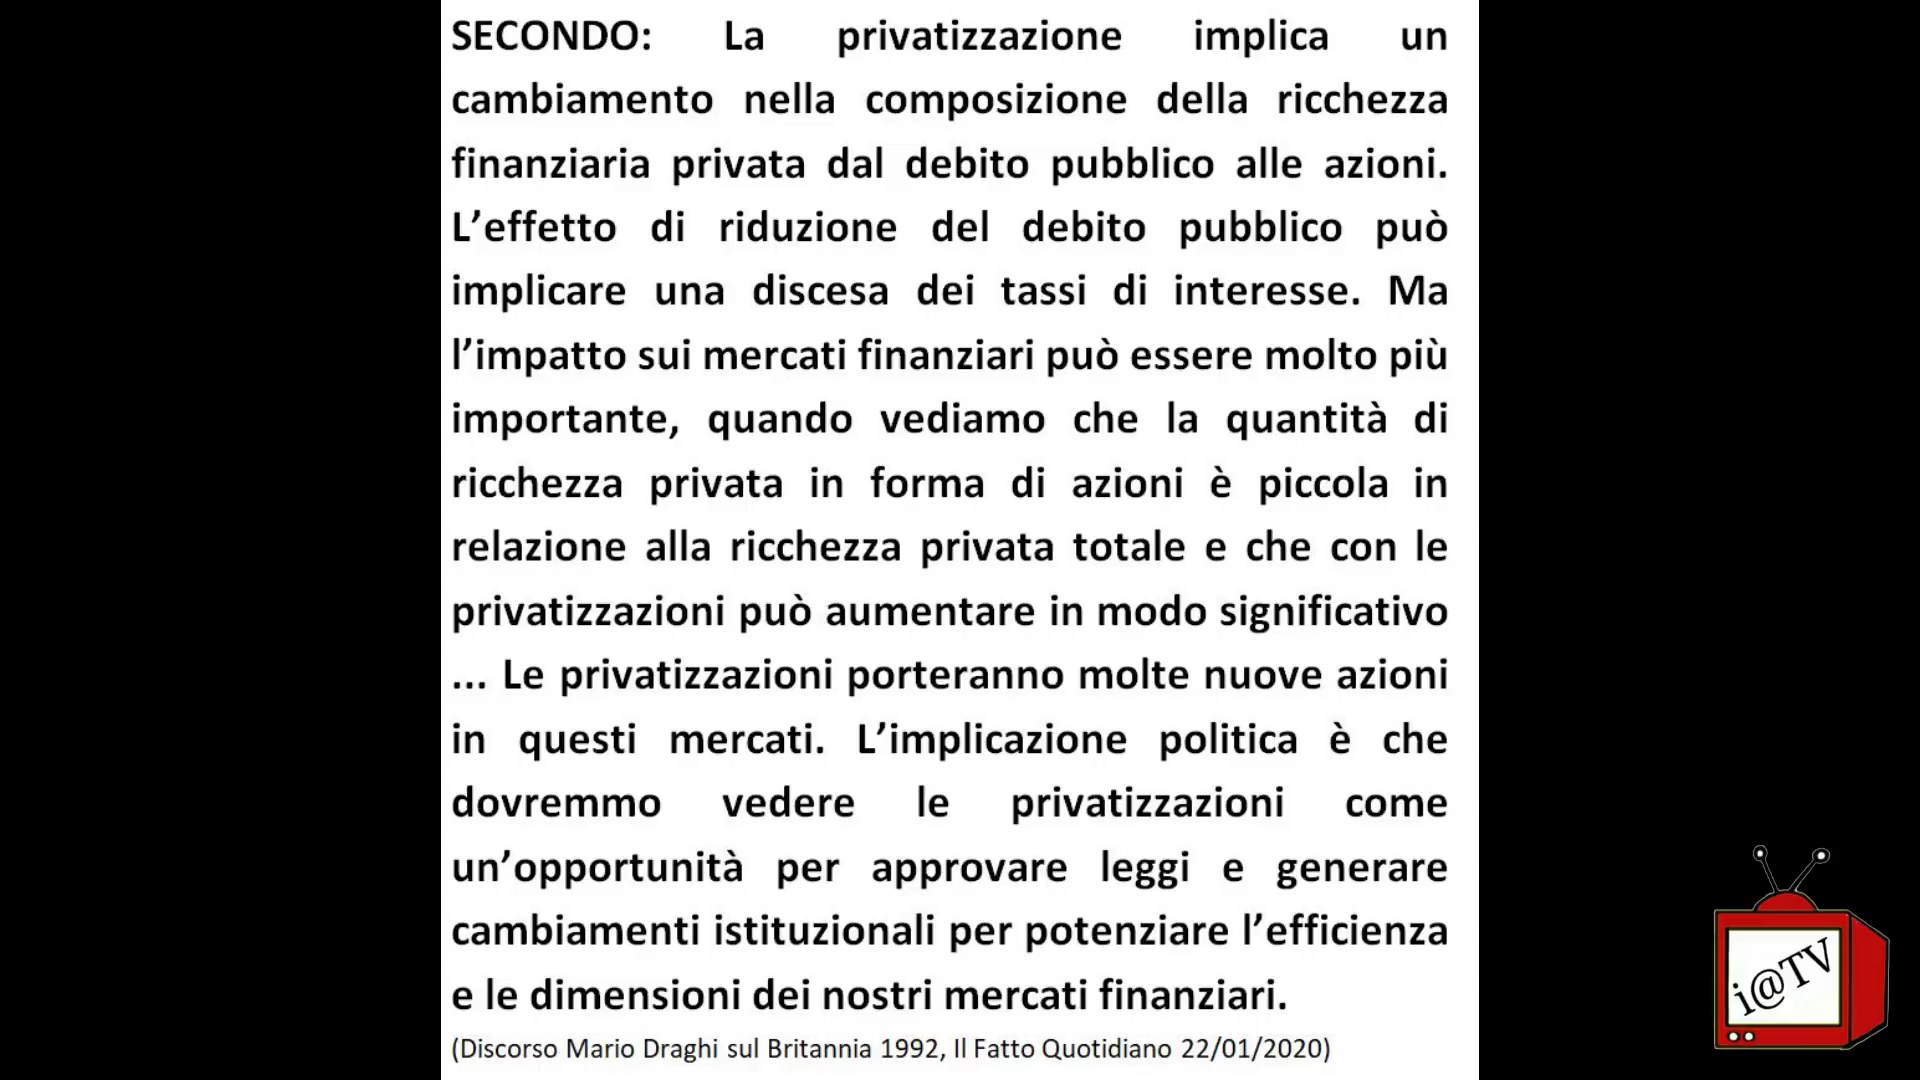 SECONDO: La privatizzazione implica un
cambiamento nella composizione della ricchezza
finanziaria privata dal debito pubblico alle azioni.
L’effetto di riduzione del debito pubblico può
implicare una discesa dei tassi di interesse. Ma
l’impatto sui mercati finanziari può essere molto più
importante, quando vediamo che la quantità di
ricchezza privata in forma di azioni è piccola in
relazione alla ricchezza privata totale e che con le
privatizzazioni può aumentare in modo significativo
... Le privatizzazioni porteranno molte nuove azioni
in questi mercati. L’implicazione politica è che
dovremmo vedere le privatizzazioni come
un’opportunità per approvare leggi e generare
cambiamenti istituzionali per potenziare l’efficienza
e le dimensioni dei nostri mercati finanziari.
(Discorso Mario Draghi sul Britannia 1992, Il Fatto Quotidiano 22/01/2020)
i@TV